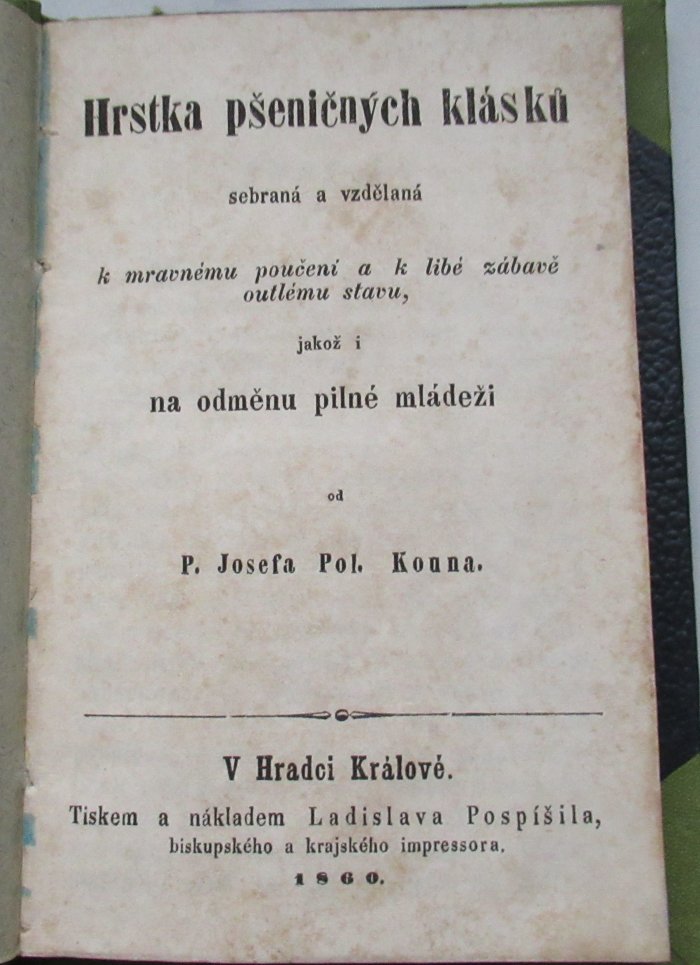 Hrstka pšeničných klásků
sebraná a vzdělaná
k mravnému poučení a k libé zábavě
outlému stavu,
jakož i
na odměnu pilné mládeži
od
P. Josefa Pol. Kouna.
V Hradci Králové.
Tiskem a nákladem Ladislava Pospíšila,
biskupského a krajského impressora.
1860.